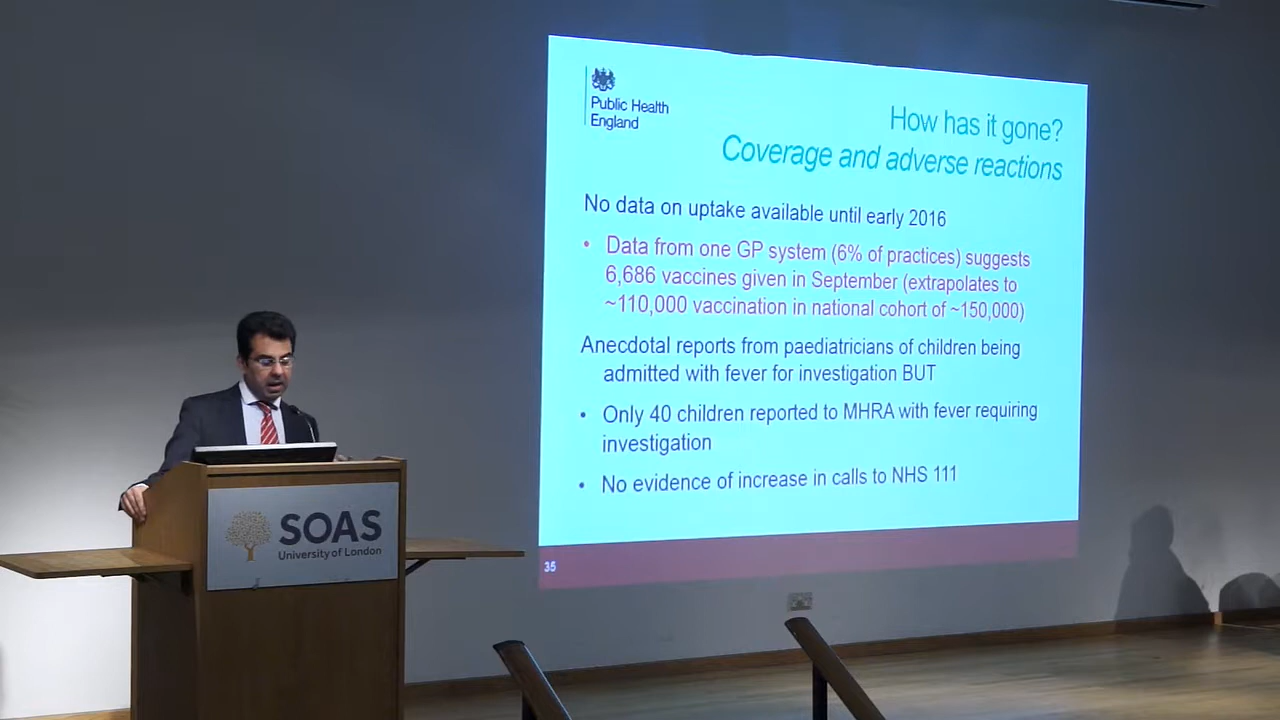 Public Health
England
How has it gone?
Coverage and adverse reactions
No data on uptake available until early 2016
• Data from one GP system (6% of practices) suggests
6,686 vaccines given in September (extrapolates to
~110,000 vaccination in national cohort of ~150,000)
Anecdotal reports from paediatricians of children being
admitted with fever for investigation BUT
• Only 40 children reported to MHRA with fever requiring
investigation
• No evidence of increase in calls to NHS 111
35
SOAS
University of London